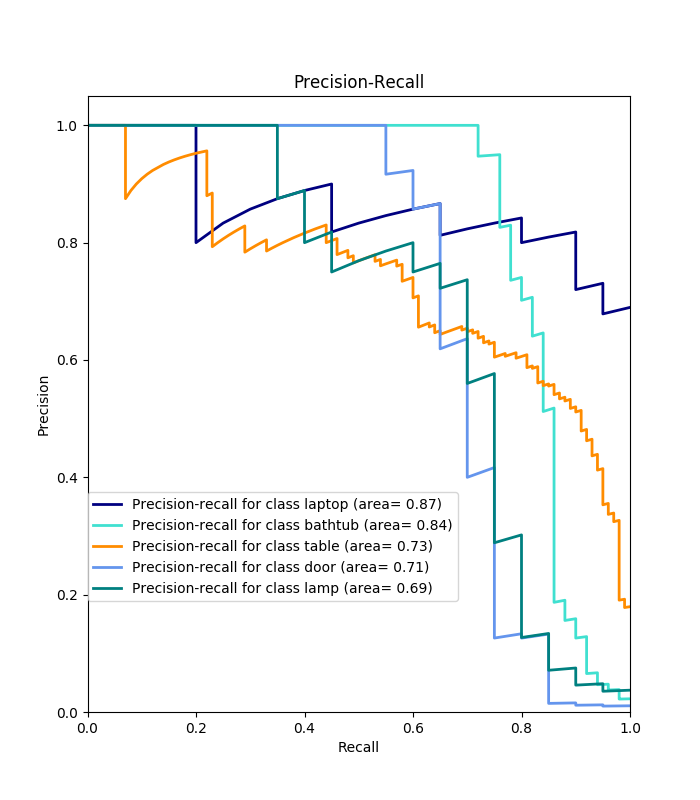 Precision-Recall
1.0
0.8
0.6
0.4
0.2
0.0
Precision
Precision-recall for class laptop (area= 0.87)
Precision-recall for class bathtub (area= 0.84)
Precision-recall for class table (area= 0.73)
Precision-recall for class door (area= 0.71)
Precision-recall for class lamp (area= 0.69)
0.0 0.2 0.4 0.6 0.8 1.0
Recall